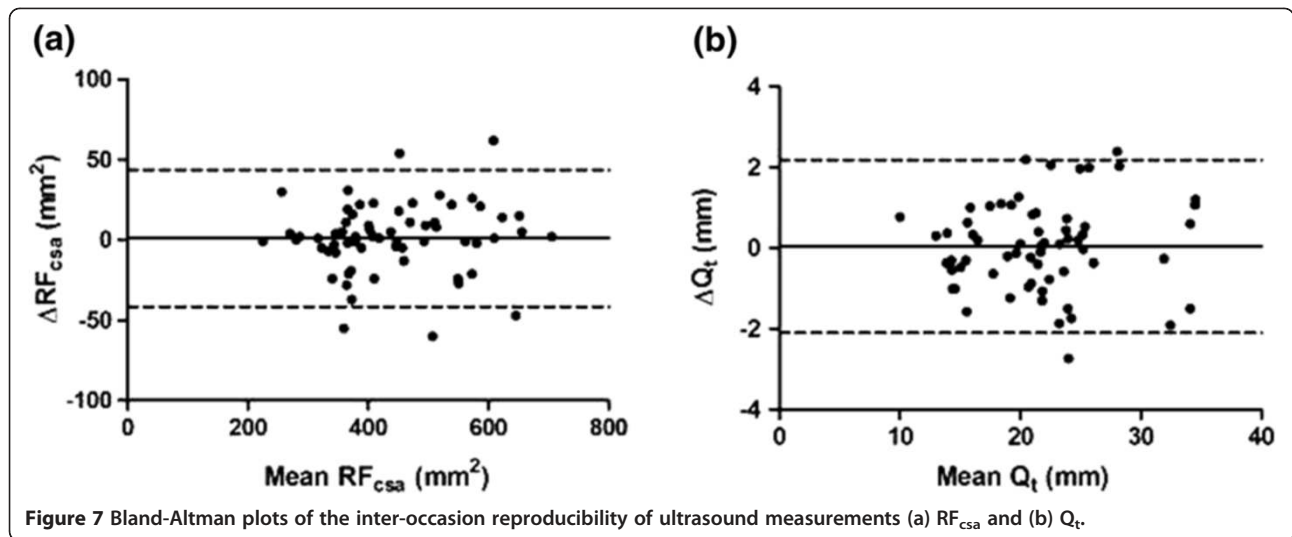 (a)
100
50
0
-50
-100
ΔRFcsa (mm²)
0 200 400 600 800
Mean RFcsa (mm²)
(b)
4
2
0
-2
-4
ΔQt (mm)
0 10 20 30 40
Mean Qt (mm)
Figure 7 Bland-Altman plots of the inter-occasion reproducibility of ultrasound measurements (a) RFcsa and (b) Qt.